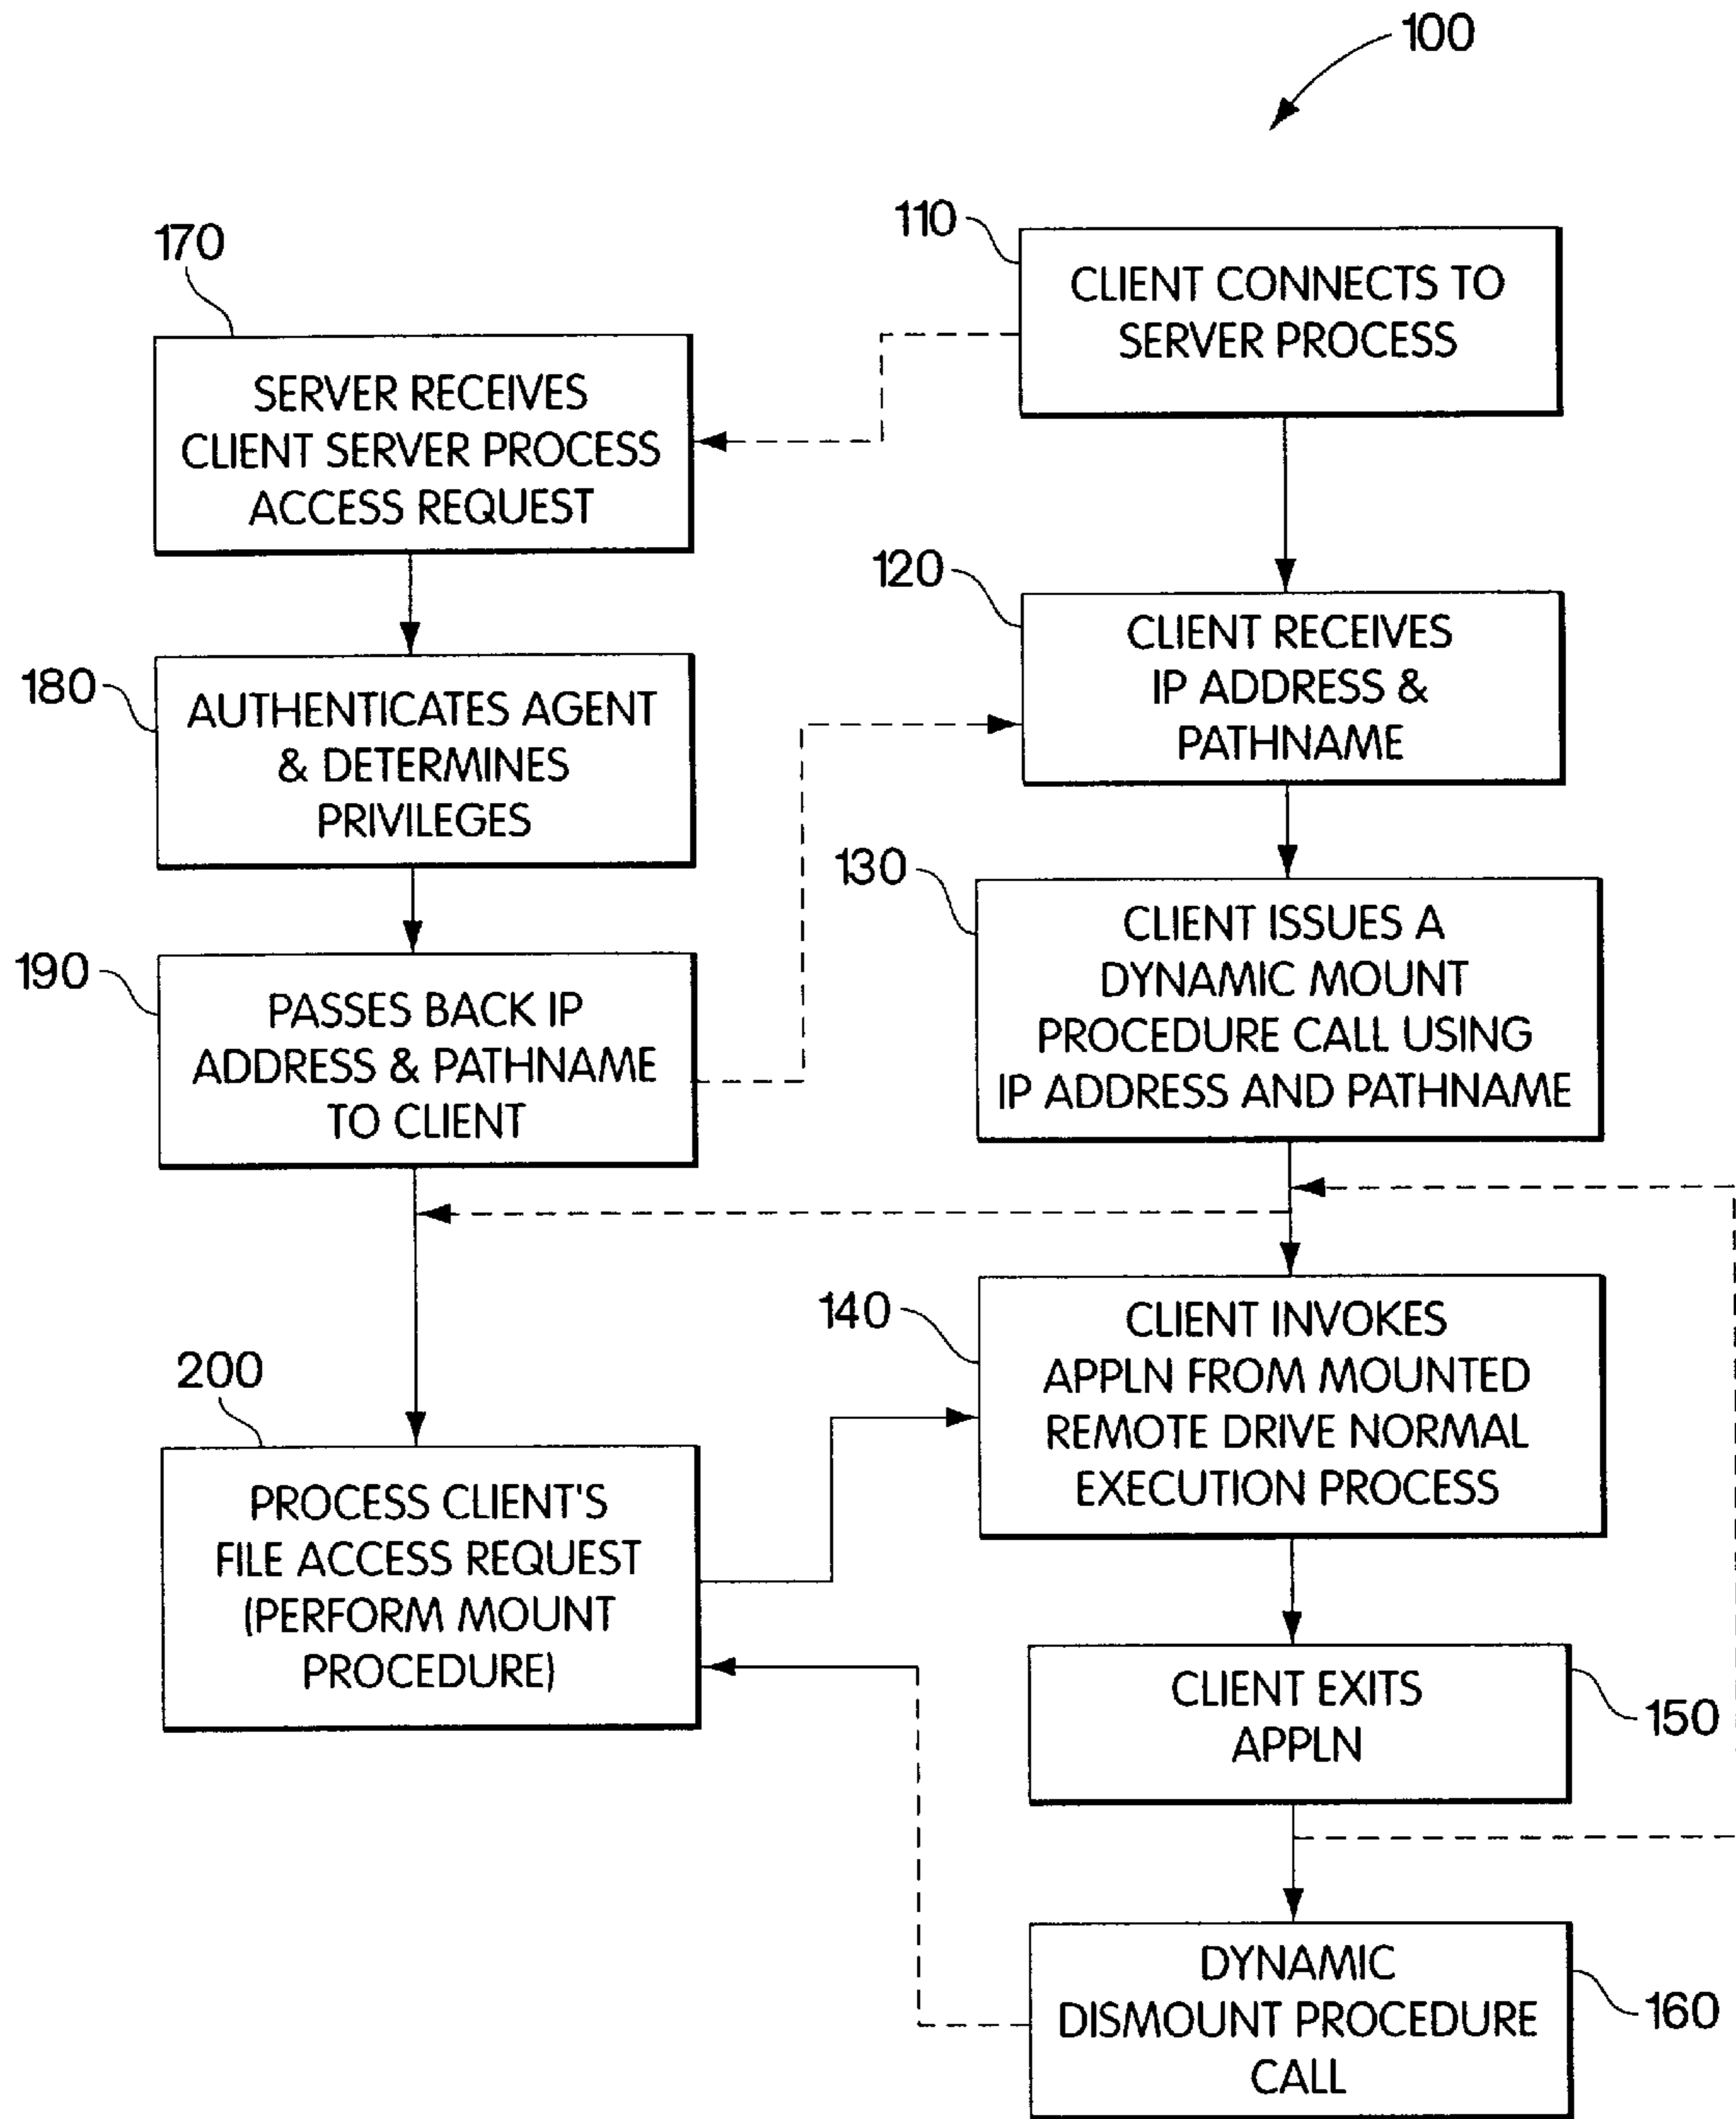 100
110
CLIENT CONNECTS TO
SERVER PROCESS
170
SERVER RECEIVES
CLIENT SERVER PROCESS
ACCESS REQUEST
120
CLIENT RECEIVES
IP ADDRESS &
PATHNAME
180
AUTHENTICATES AGENT
& DETERMINES
PRIVILEGES
130
CLIENT ISSUES A
DYNAMIC MOUNT
PROCEDURE CALL USING
IP ADDRESS AND PATHNAME
190
PASSES BACK IP
ADDRESS & PATHNAME
TO CLIENT
140
CLIENT INVOKES
APPLN FROM MOUNTED
REMOTE DRIVE NORMAL
EXECUTION PROCESS
200
PROCESS CLIENT'S
FILE ACCESS REQUEST
(PERFORM MOUNT
PROCEDURE)
CLIENT EXITS
APPLN
150
DYNAMIC
DISMOUNT PROCEDURE
CALL
160